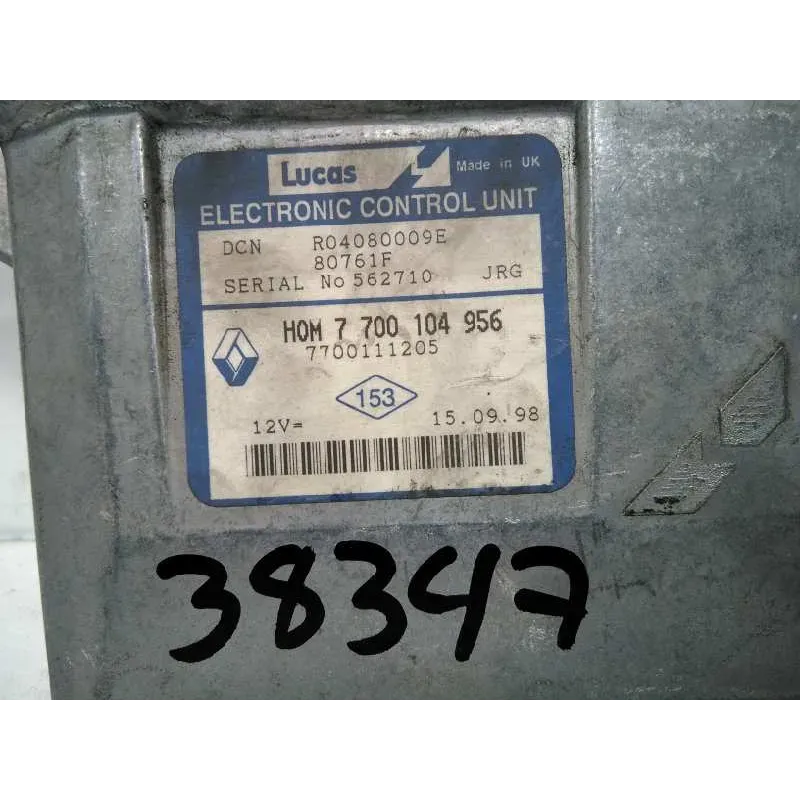 Lucas Made in UK
ELECTRONIC CONTROL UNIT
DCN R04080009E
80761F
SERIAL No 562710 JRG
HOM 7 700 104 956
7700111205
153
12V= 15.09.98
38347